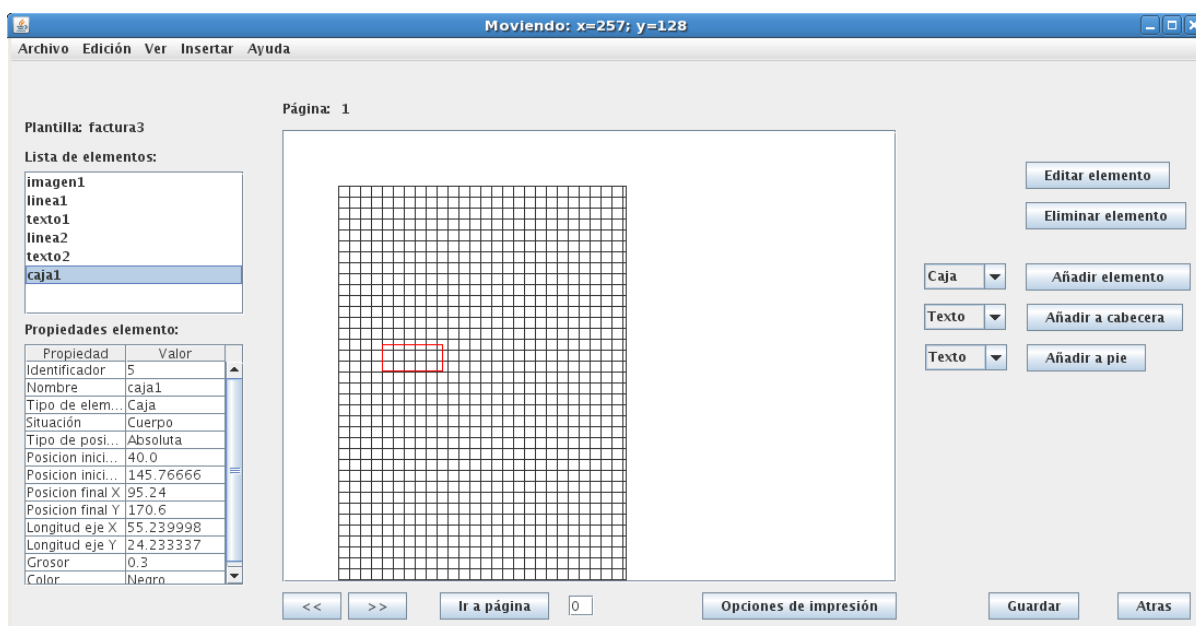 Moviendo: x=257; y=128
Archivo Edición Ver Insertar Ayuda
Página: 1
Plantilla: factura3
Lista de elementos:
imagen1
linea1
texto1
linea2
texto2
caja1
Editar elemento
Eliminar elemento
Caja Añadir elemento
Texto Añadir a cabecera
Texto Añadir a pie
Propiedades elemento:
Propiedad Valor
Identificador 5
Nombre caja1
Tipo de elem... Caja
Situación Cuerpo
Tipo de posi... Absoluta
Posicion inici... 40.0
Posicion inici... 145.76666
Posicion final X 95.24
Posicion final Y 170.6
Longitud eje X 55.239998
Longitud eje Y 24.233337
Grosor 0.3
Color Negro
<< >> Ir a página 0 Opciones de impresión Guardar Atras